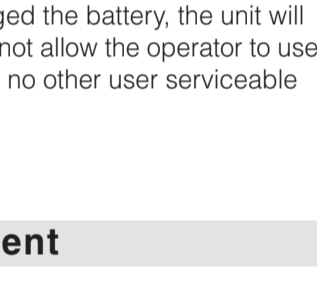 ged the battery, the unit will
not allow the operator to use
no other user serviceable
ent